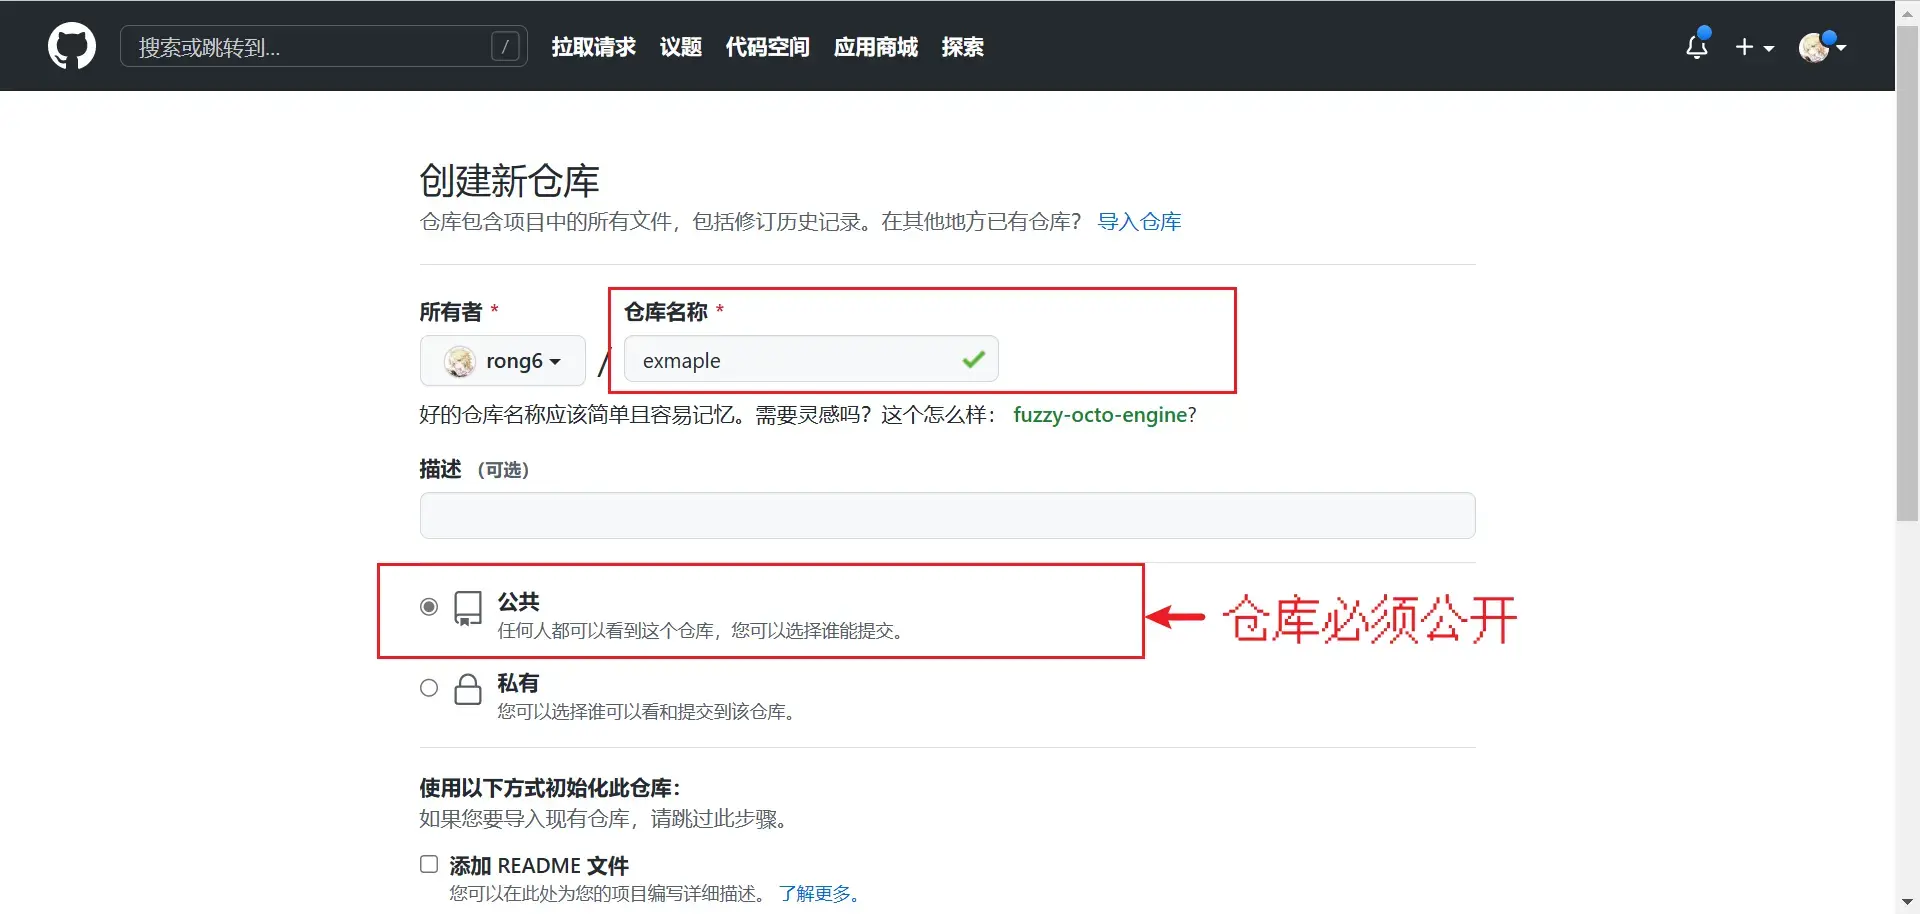 搜索或跳转到... / 拉取请求 议题 代码空间 应用商城 探索
创建新仓库
仓库包含项目中的所有文件，包括修订历史记录。在其他地方已有仓库？ 导入仓库
所有者 * 仓库名称 *
rong6 / exmaple
好的仓库名称应该简单且容易记忆。需要灵感吗？这个怎么样： fuzzy-octo-engine?
描述 （可选）
公共
任何人都可以看到这个仓库，您可以选择谁能提交。
仓库必须公开
私有
您可以选择谁可以看和提交到该仓库。
使用以下方式初始化此仓库：
如果您要导入现有仓库，请跳过此步骤。
添加 README 文件
您可以在此处为您的项目编写详细描述。 了解更多。